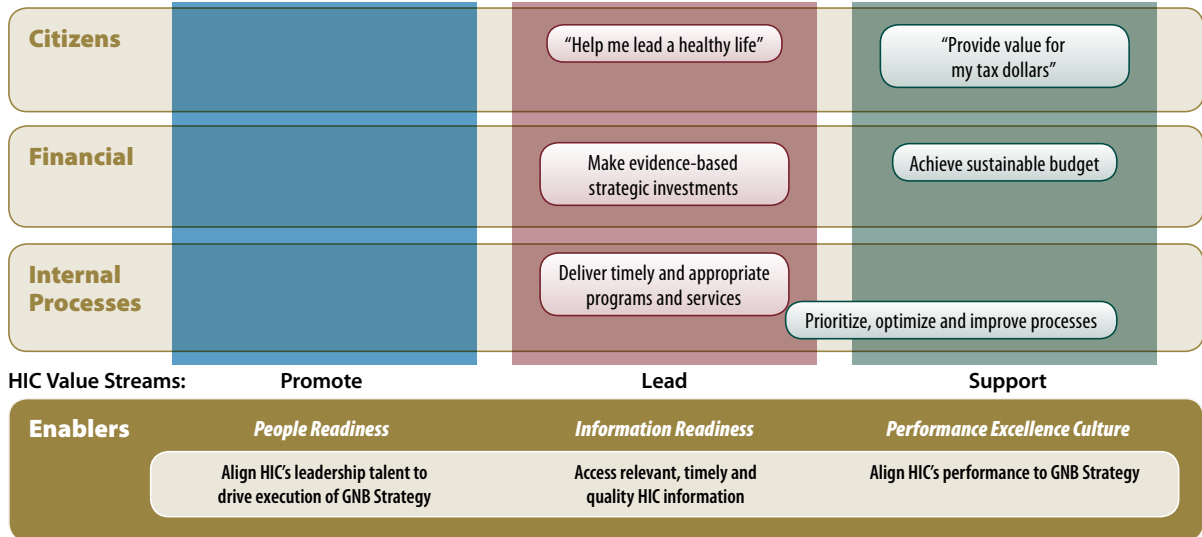 Citizens
“Help me lead a healthy life”
“Provide value for
my tax dollars”
Financial
Make evidence-based
strategic investments
Achieve sustainable budget
Internal
Processes
Deliver timely and appropriate
programs and services
Prioritize, optimize and improve processes
HIC Value Streams:
Promote
Lead
Support
Enablers
People Readiness
Information Readiness
Performance Excellence Culture
Align HIC’s leadership talent to
drive execution of GNB Strategy
Access relevant, timely and
quality HIC information
Align HIC’s performance to GNB Strategy